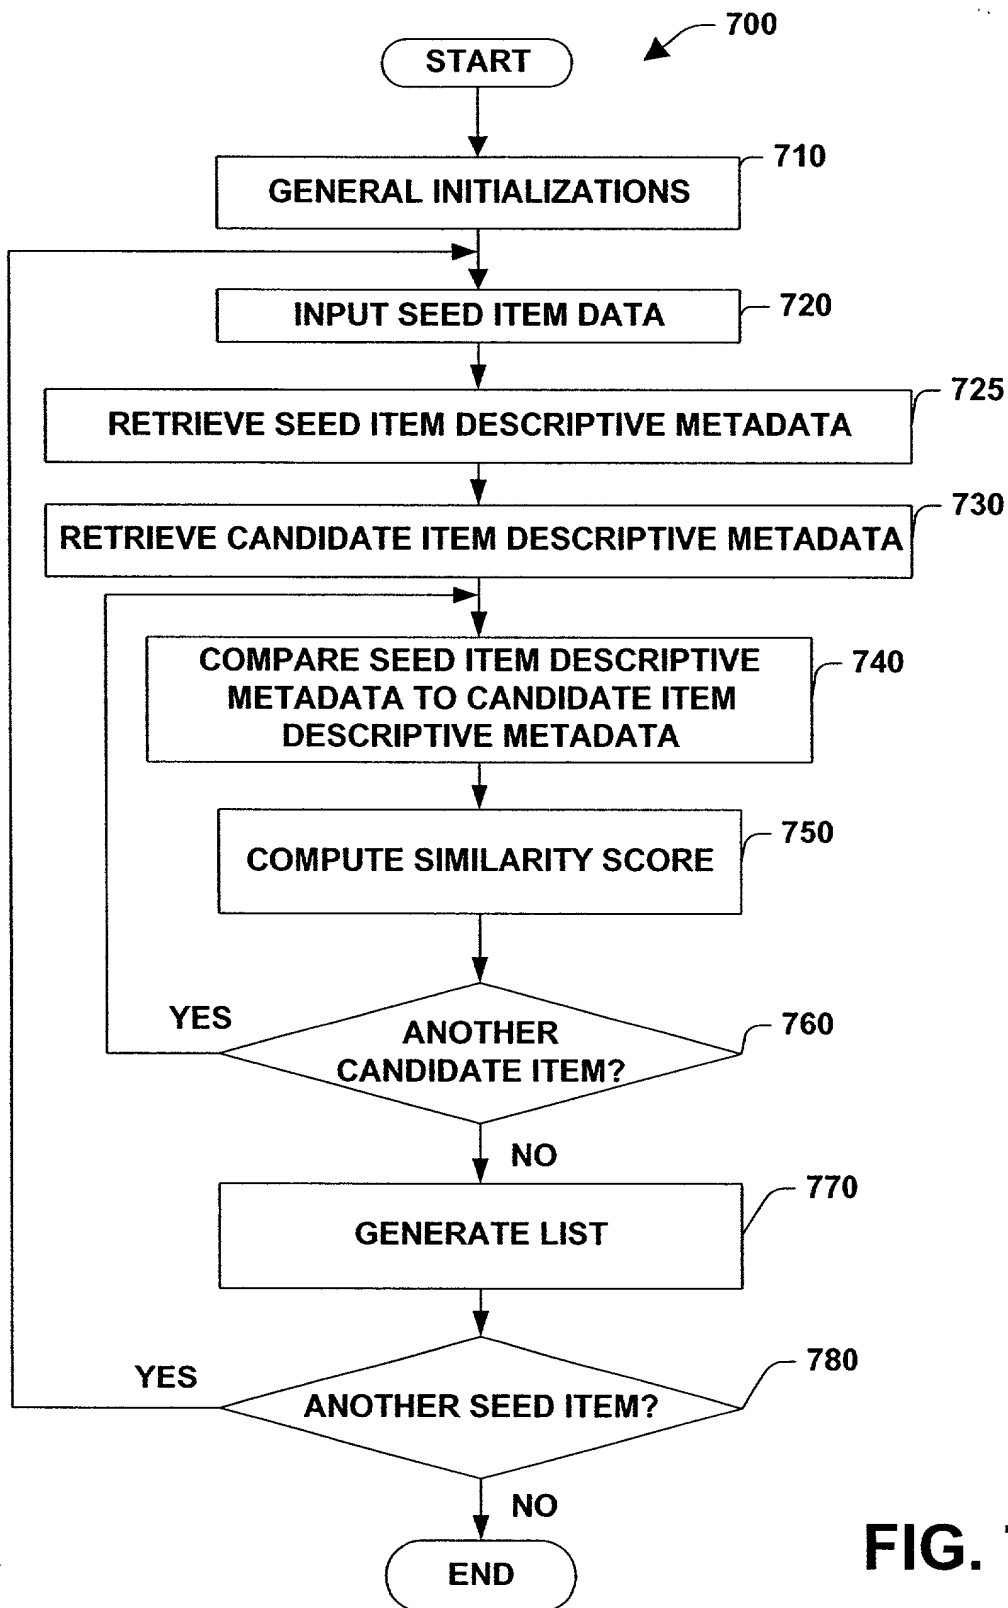 700
START
710
GENERAL INITIALIZATIONS
720
INPUT SEED ITEM DATA
725
RETRIEVE SEED ITEM DESCRIPTIVE METADATA
730
RETRIEVE CANDIDATE ITEM DESCRIPTIVE METADATA
740
COMPARE SEED ITEM DESCRIPTIVE
METADATA TO CANDIDATE ITEM
DESCRIPTIVE METADATA
750
COMPUTE SIMILARITY SCORE
YES
760
ANOTHER
CANDIDATE ITEM?
NO
770
GENERATE LIST
YES
780
ANOTHER SEED ITEM?
NO
END
FIG.